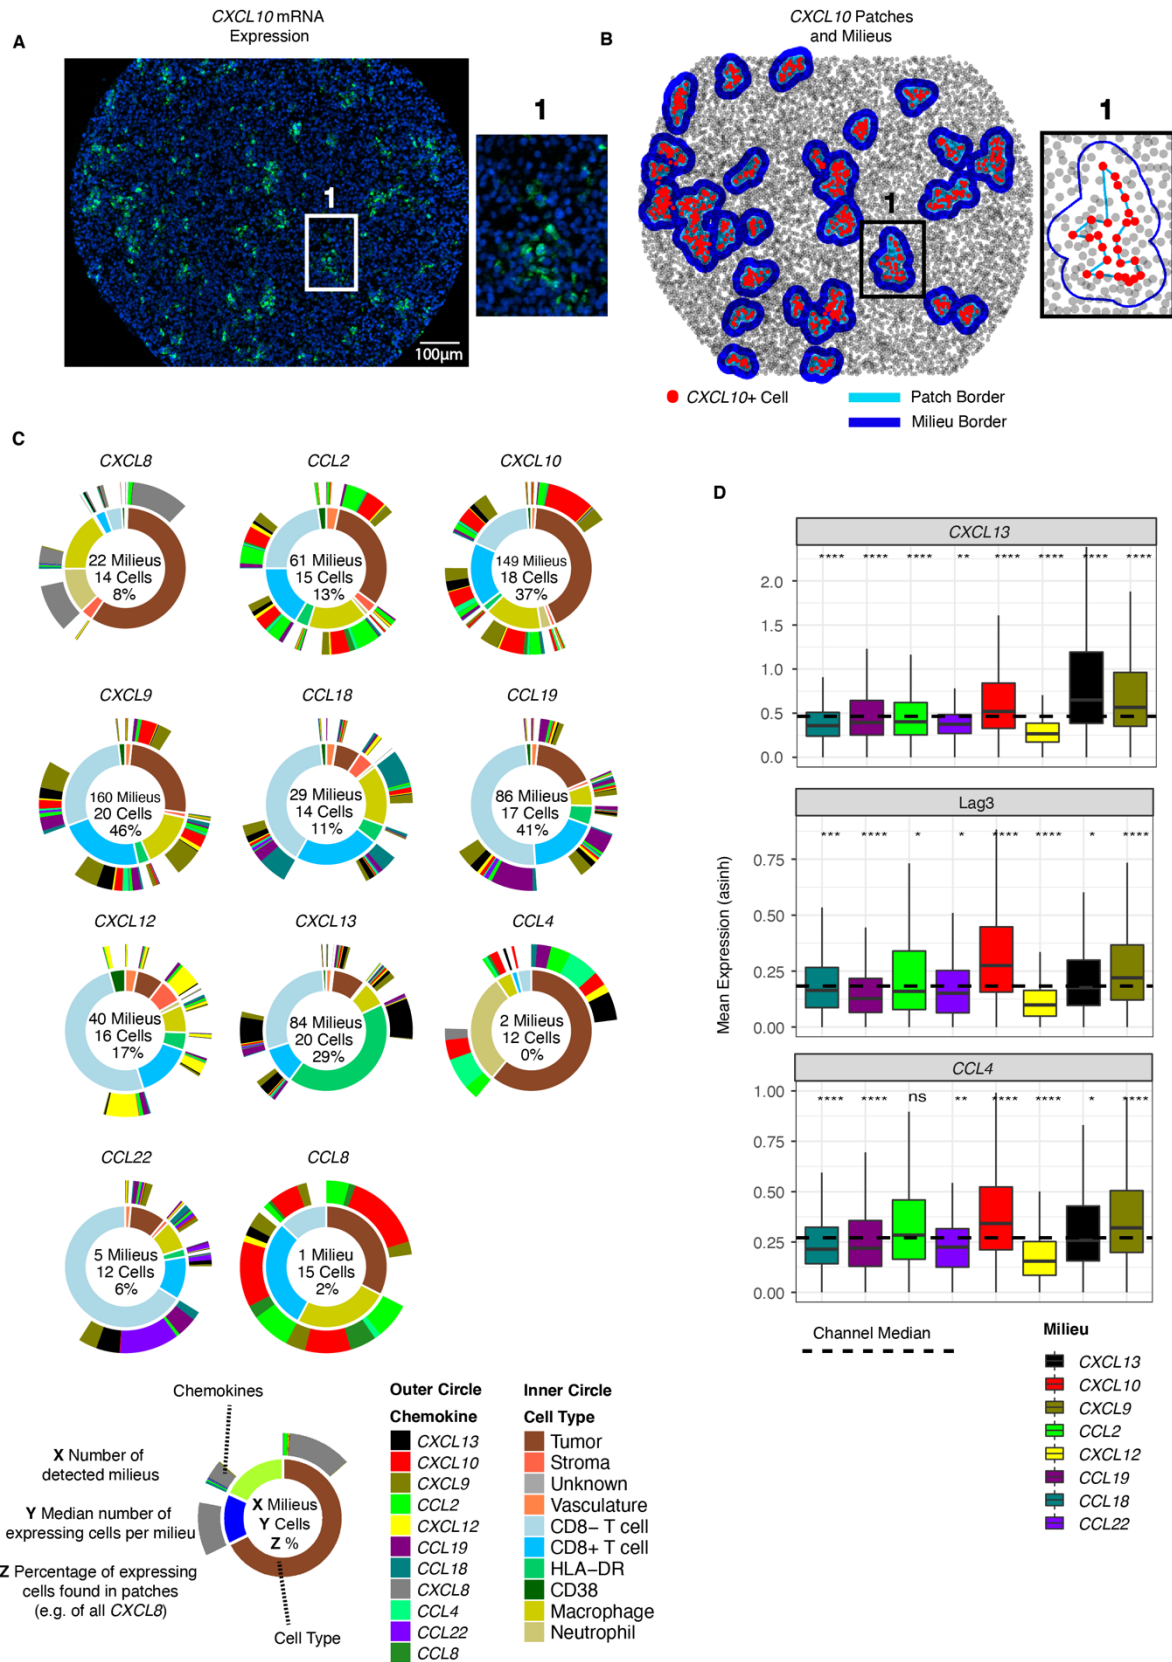 CXCL10 mRNA
Expression
CXCL10 Patches
and Milieus
A
B
1
1
1
1
100µm
CXCL10+ Cell
Patch Border
Milieu Border
C
CXCL8
22 Milieus
14 Cells
8%
CCL2
61 Milieus
15 Cells
13%
CXCL10
149 Milieus
18 Cells
37%
CXCL9
160 Milieus
20 Cells
46%
CCL18
29 Milieus
14 Cells
11%
CCL19
86 Milieus
17 Cells
41%
CXCL12
40 Milieus
16 Cells
17%
CXCL13
84 Milieus
20 Cells
29%
CCL4
2 Milieus
12 Cells
0%
CCL22
5 Milieus
12 Cells
6%
CCL8
1 Milieu
15 Cells
2%
Chemokines
X Number of
detected milieus
Y Median number of
expressing cells per milieu
Z Percentage of expressing
cells found in patches
(e.g. of all CXCL8)
X Milieus
Y Cells
Z %
Cell Type
Outer Circle
Chemokine
CXCL13
CXCL10
CXCL9
CCL2
CXCL12
CCL19
CCL18
CXCL8
CCL4
CCL22
CCL8
Inner Circle
Cell Type
Tumor
Stroma
Unknown
Vasculature
CD8− T cell
CD8+ T cell
HLA−DR
CD38
Macrophage
Neutrophil
D
Mean Expression (asinh)
CXCL13
**** **** **** ** **** **** **** ****
2.0
1.5
1.0
0.5
0.0
Lag3
*** **** * * **** **** * ****
0.75
0.50
0.25
0.00
CCL4
**** **** ns ** **** **** * ****
1.00
0.75
0.50
0.25
0.00
Channel Median
Milieu
CXCL13
CXCL10
CXCL9
CCL2
CXCL12
CCL19
CCL18
CCL22